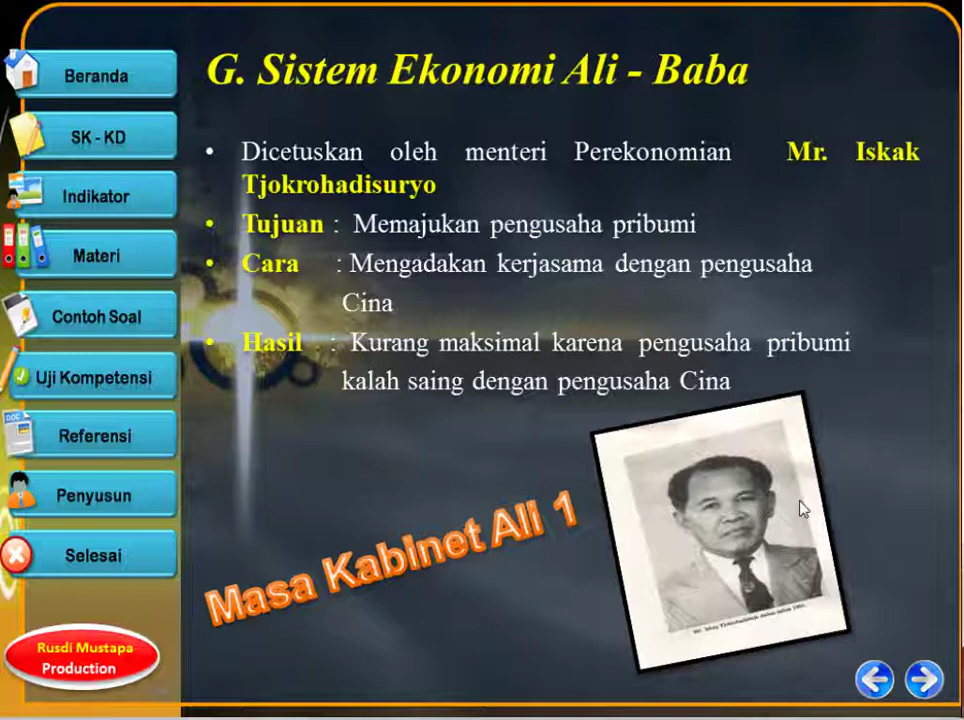 G. Sistem Ekonomi Ali - Baba
Beranda
SK - KD
Indikator
Materi
Contoh Soal
Uji Kompetensi
Referensi
Penyusun
Selesai
Rusdi Mustapa
Production
• Dicetuskan oleh menteri Perekonomian Mr. Iskak
Tjokrohadisuryo
• Tujuan : Memajukan pengusaha pribumi
• Cara : Mengadakan kerjasama dengan pengusaha
Cina
• Hasil : Kurang maksimal karena pengusaha pribumi
kalah saing dengan pengusaha Cina
Masa Kabinet Ali 1
DOC